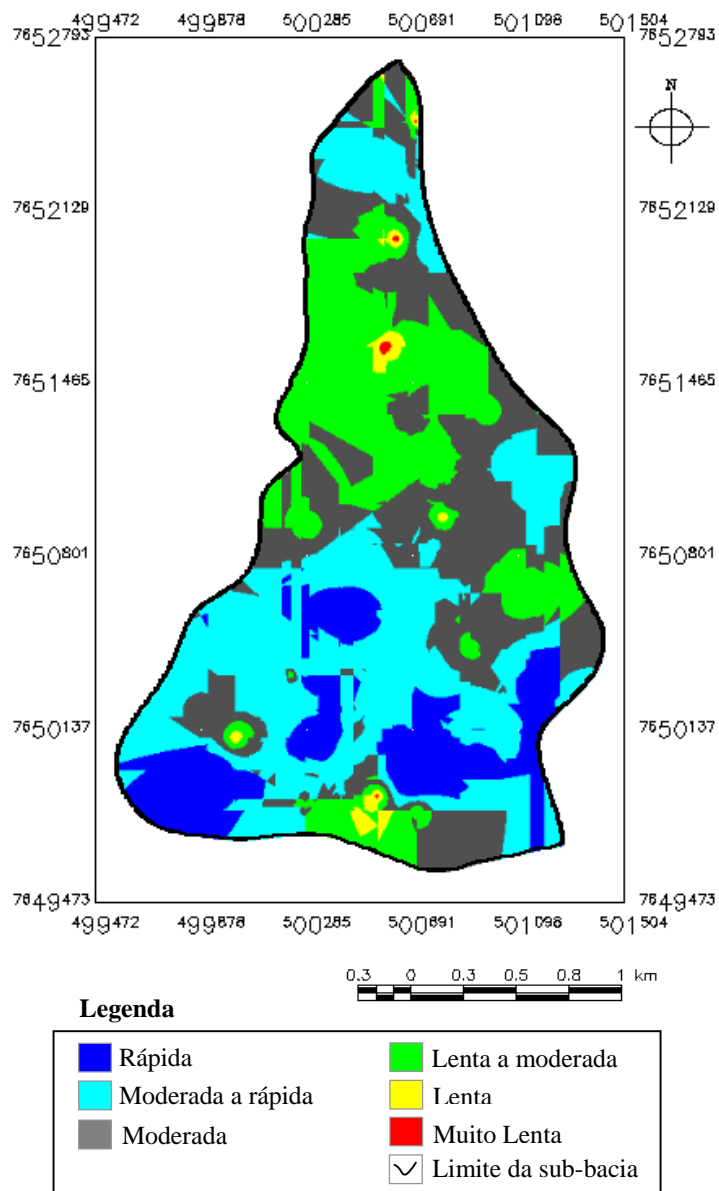 499472 499878 500285 500691 501098 501504
7652793 7652793
N
7652129 7652129
7651465 7651465
7650801 7650801
7650137 7650137
7649473 7649473
499472 499878 500285 500691 501098 501504
0.3 0 0.3 0.5 0.8 1 km
Legenda
Rápida Lenta a moderada
Moderada a rápida Lenta
Moderada Muito Lenta
Limite da sub-bacia